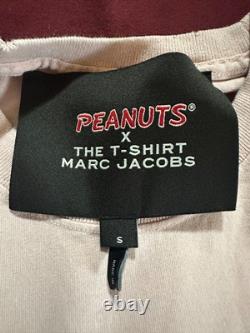 PEANUTS®
X
THE T-SHIRT
MARC JACOBS
S